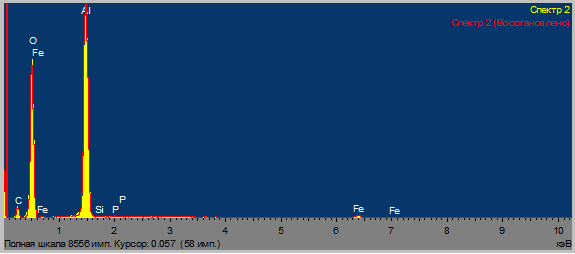 Спектр 2
Спектр 2 (Восстановлено)
Al
O
Fe
C
Fe
Si
P
P
Fe
Fe
1 2 3 4 5 6 7 8 9 10
Полная шкала 8556 имп. Курсор: 0.057 (58 имп.) кэВ